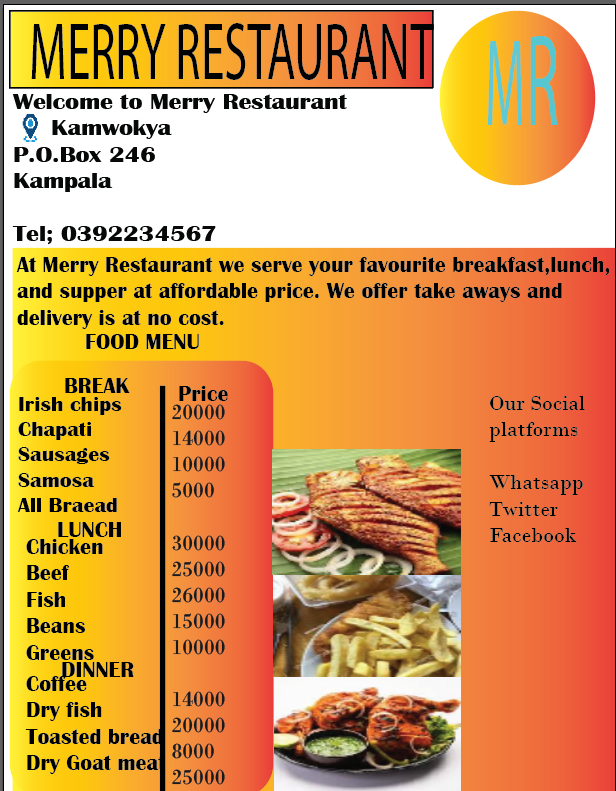 MERRY RESTAURANT
MR
Welcome to Merry Restaurant
Kamwokya
P.O.Box 246
Kampala
Tel; 0392234567
At Merry Restaurant we serve your favourite breakfast,lunch,
and supper at affordable price. We offer take aways and
delivery is at no cost.
FOOD MENU
BREAK
Price
Irish chips
20000
Chapati
14000
Sausages
10000
Samosa
5000
All Braead
LUNCH
Chicken
30000
Beef
25000
Fish
26000
Beans
15000
Greens
10000
DINNER
Coffee
14000
Dry fish
20000
Toasted bread
8000
Dry Goat meat
25000
Our Social
platforms
Whatsapp
Twitter
Facebook